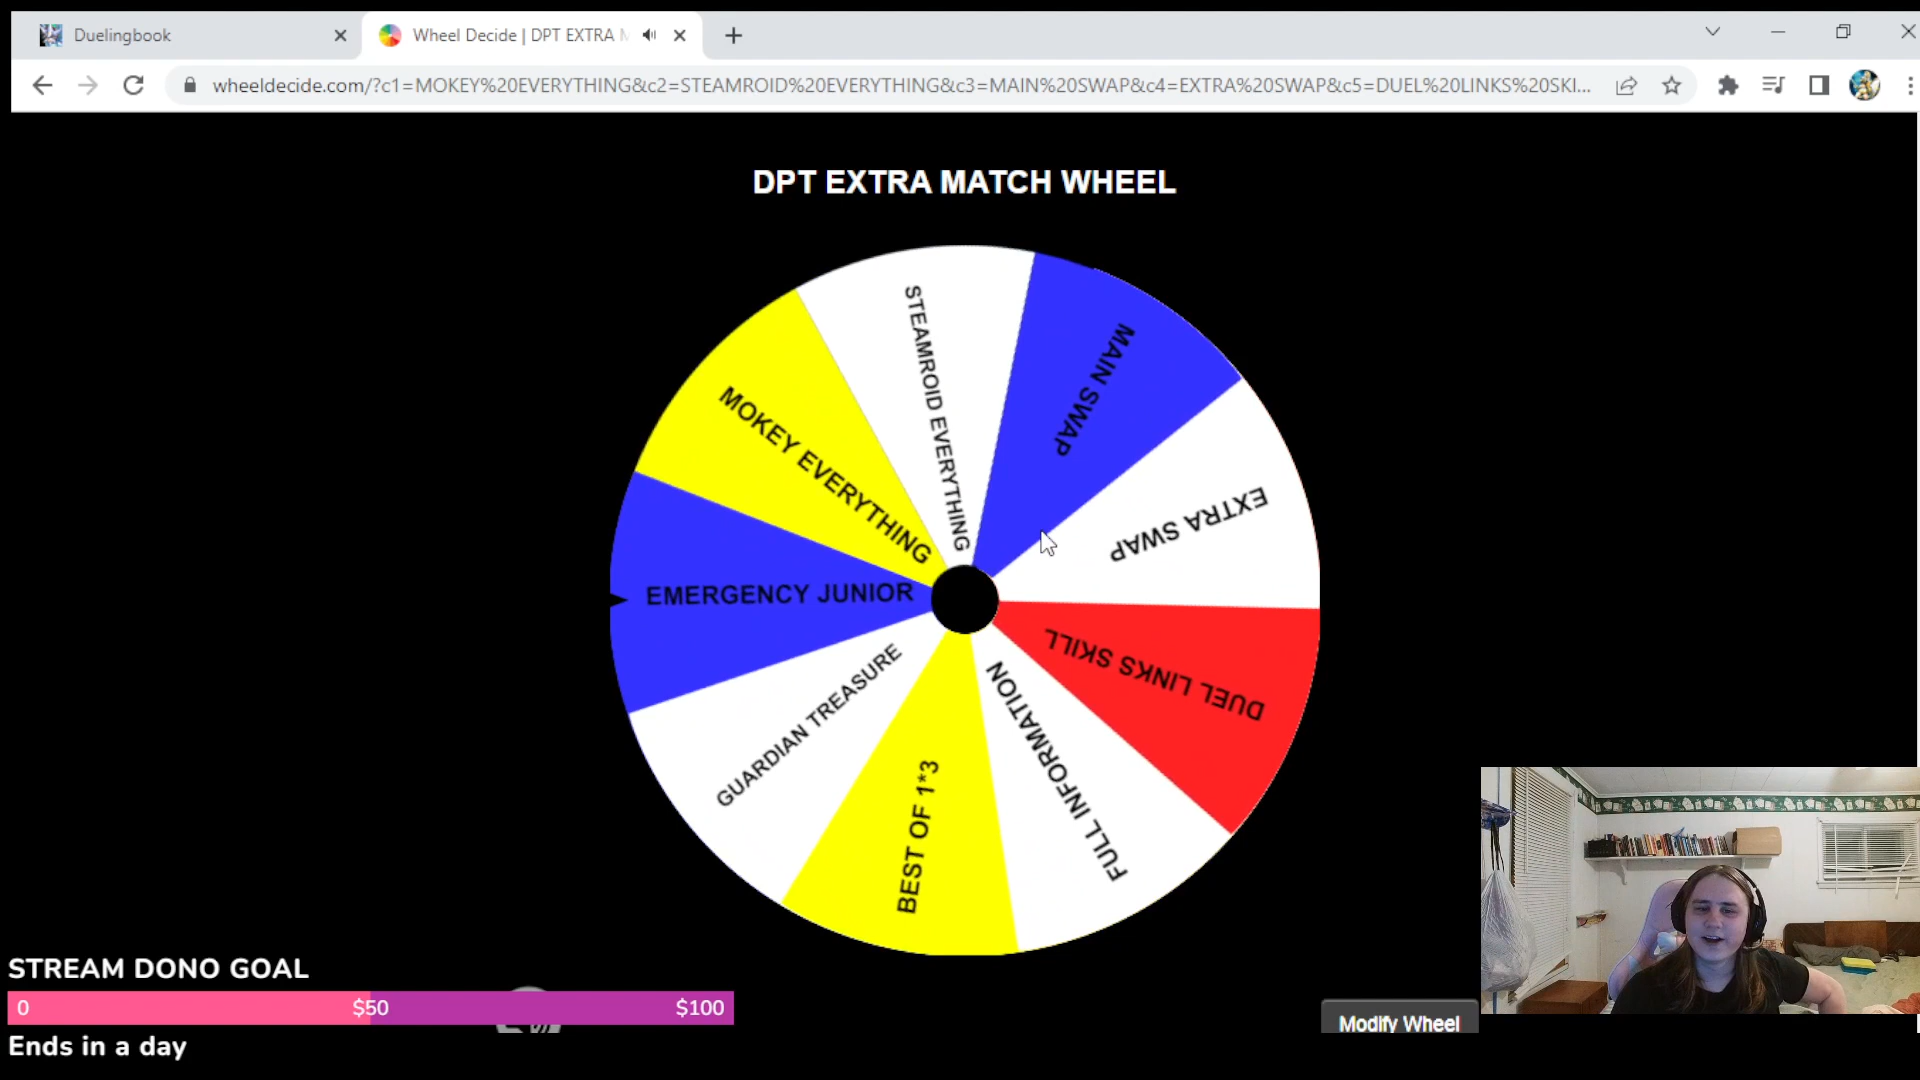 Duelingbook
Wheel Decide | DPT EXTRA M
wheeldecide.com/?c1=MOKEY%20EVERYTHING&c2=STEAMROID%20EVERYTHING&c3=MAIN%20SWAP&c4=EXTRA%20SWAP&c5=DUEL%20LINKS%20SKI...
DPT EXTRA MATCH WHEEL
STEAMROID EVERYTHING
MAIN SWAP
MOKEY EVERYTHING
EXTRA SWAP
EMERGENCY JUNIOR
DUEL LINKS SKILL
GUARDIAN TREASURE
FULL INFORMATION
BEST OF 1*3
STREAM DONO GOAL
0 $50 $100
Modify Wheel
Ends in a day